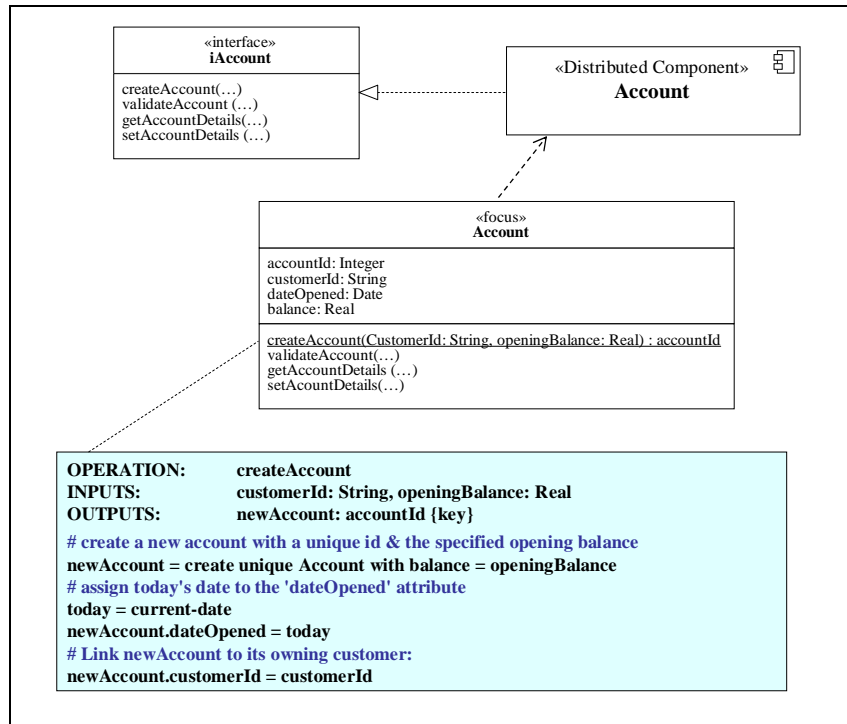 «interface»
iAccount
createAccount(…)
validateAccount (…)
getAccountDetails(…)
setAccountDetails (…)
«Distributed Component»
Account
«focus»
Account
accountId: Integer
customerId: String
dateOpened: Date
balance: Real
createAccount(CustomerId: String, openingBalance: Real) : accountId
validateAccount(…)
getAccountDetails (…)
setAcountDetails(…)
OPERATION: createAccount
INPUTS: customerId: String, openingBalance: Real
OUTPUTS: newAccount: accountId {key}
# create a new account with a unique id & the specified opening balance
newAccount = create unique Account with balance = openingBalance
# assign today's date to the 'dateOpened' attribute
today = current-date
newAccount.dateOpened = today
# Link newAccount to its owning customer:
newAccount.customerId = customerId